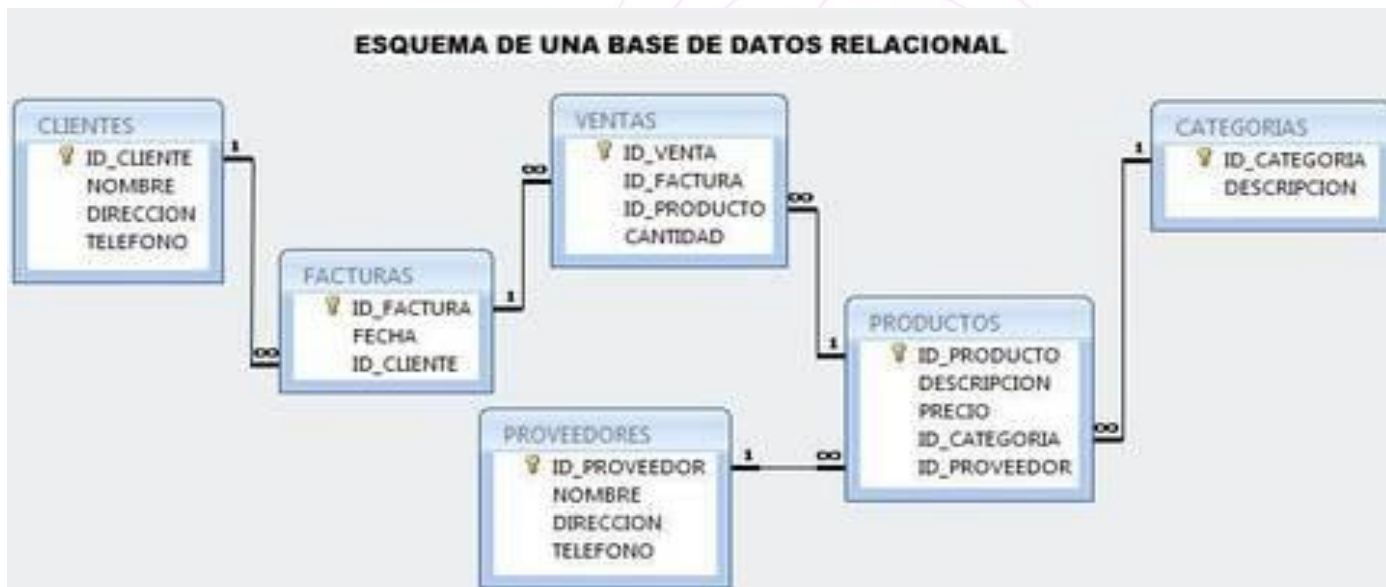 ESQUEMA DE UNA BASE DE DATOS RELACIONAL
CLIENTES
ID_CLIENTE
NOMBRE
DIRECCION
TELEFONO
1
∞
FACTURAS
ID_FACTURA
FECHA
ID_CLIENTE
1
∞
VENTAS
ID_VENTA
ID_FACTURA
ID_PRODUCTO
CANTIDAD
∞
1
PROVEEDORES
ID_PROVEEDOR
NOMBRE
DIRECCION
TELEFONO
1
∞
PRODUCTOS
ID_PRODUCTO
DESCRIPCION
PRECIO
ID_CATEGORIA
ID_PROVEEDOR
∞
1
CATEGORIAS
ID_CATEGORIA
DESCRIPCION